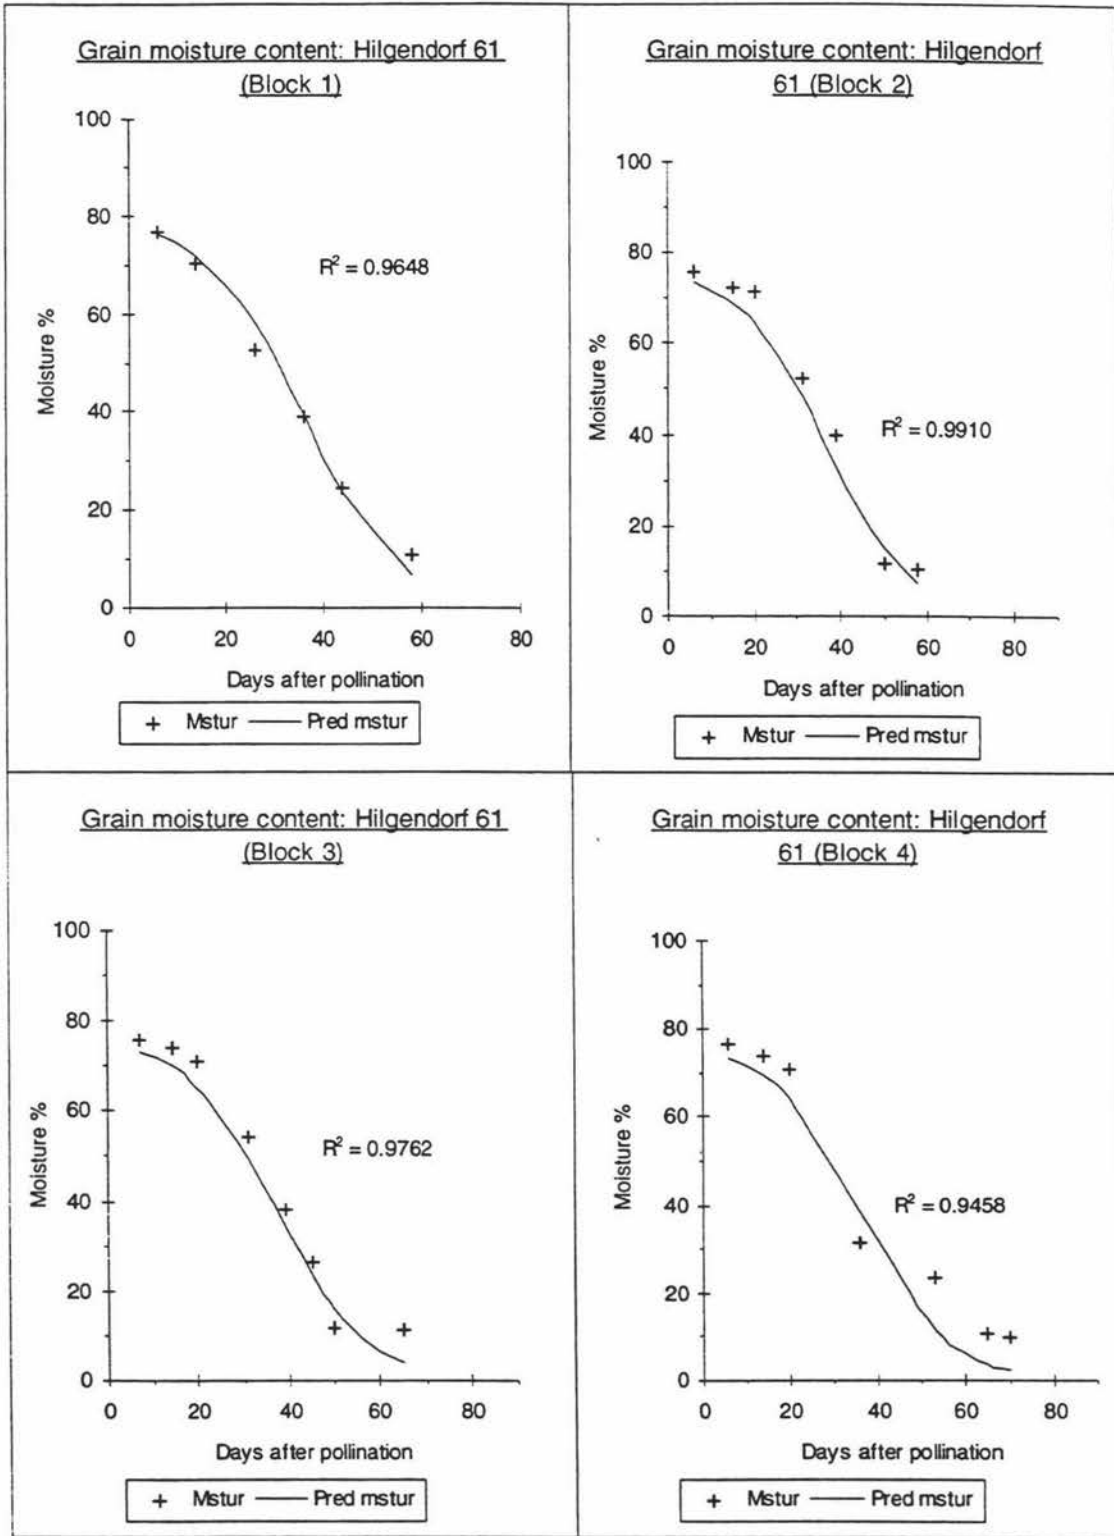 Grain moisture content: Hilgendorf 61
(Block 1)
100
80
60
40
20
0
Moisture %
R² = 0.9648
0 20 40 60 80
Days after pollination
+ Mstur —— Pred mstur
Grain moisture content: Hilgendorf
61 (Block 2)
100
80
60
40
20
0
Moisture %
R² = 0.9910
0 20 40 60 80
Days after pollination
+ Mstur —— Pred mstur
Grain moisture content: Hilgendorf 61
(Block 3)
100
80
60
40
20
0
Moisture %
R² = 0.9762
0 20 40 60 80
Days after pollination
+ Mstur —— Pred mstur
Grain moisture content: Hilgendorf
61 (Block 4)
100
80
60
40
20
0
Moisture %
R² = 0.9458
0 20 40 60 80
Days after pollination
+ Mstur —— Pred mstur